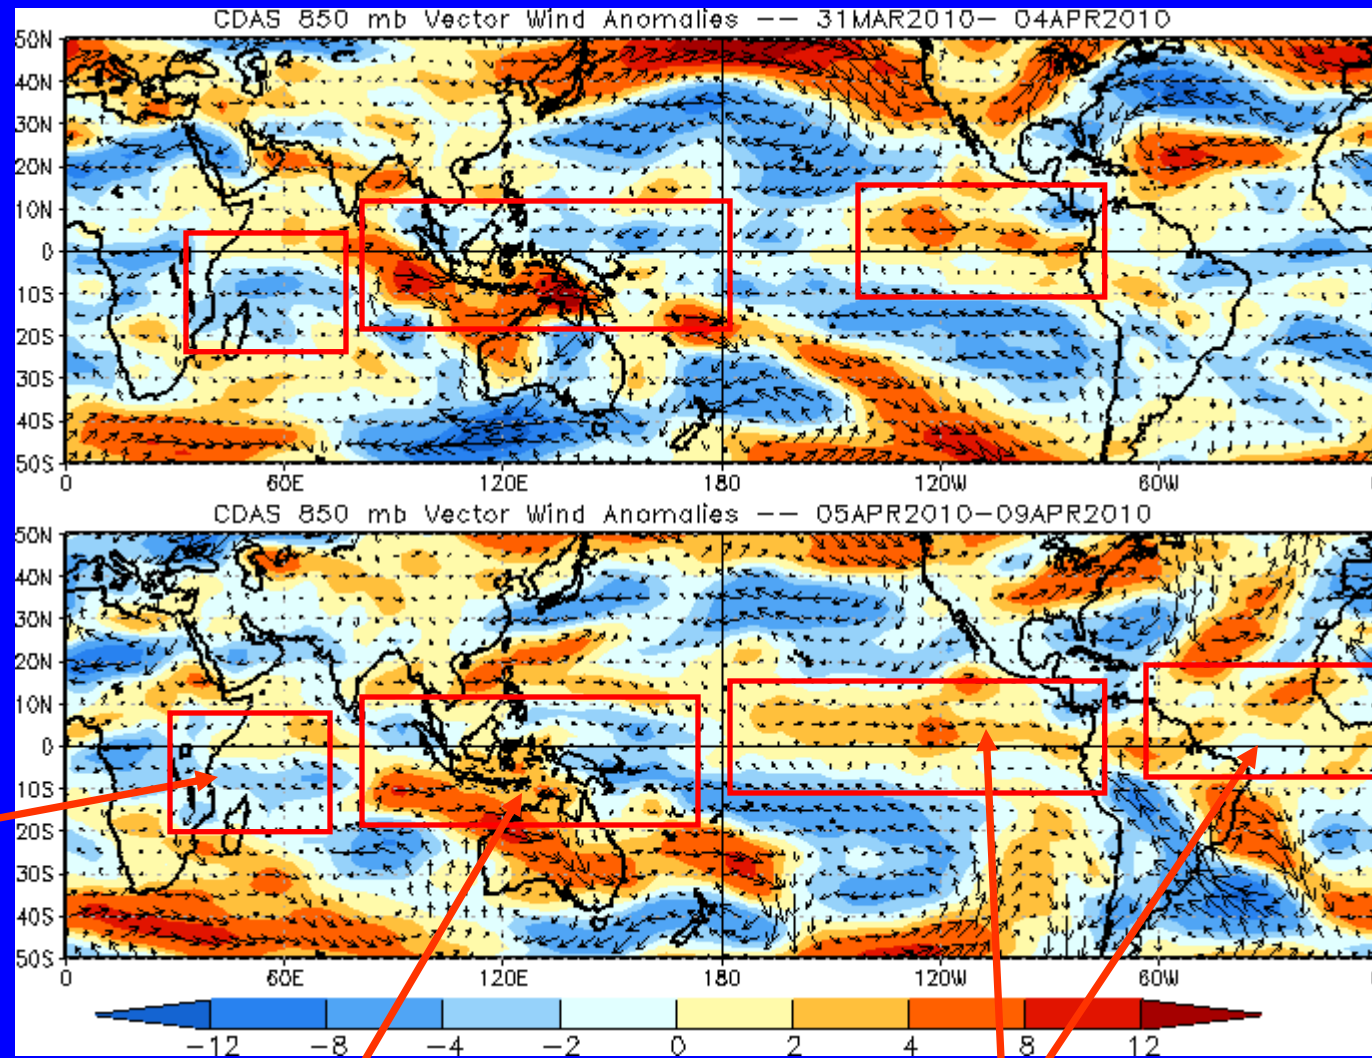 CDAS 850 mb Vector Wind Anomalies -- 31MAR2010- 04APR2010
50N
40N
30N
20N
10N
0
10S
20S
30S
40S
50S
0 60E 120E 180 120W 60W
CDAS 850 mb Vector Wind Anomalies -- 05APR2010-09APR2010
50N
40N
30N
20N
10N
0
10S
20S
30S
40S
50S
0 60E 120E 180 120W 60W
-12 -8 -4 -2 0 2 4 8 12